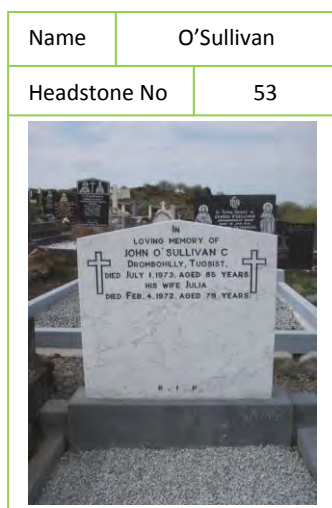 Name O’Sullivan
Headstone No 53
IN
LOVING MEMORY OF
JOHN O'SULLIVAN C
DROMBOHILLY, TUOSIST,
DIED JULY 1.1973. AGED 85 YEARS
HIS WIFE JULIA
DIED FEB. 4. 1972. AGED 79 YEARS
R . I . P.